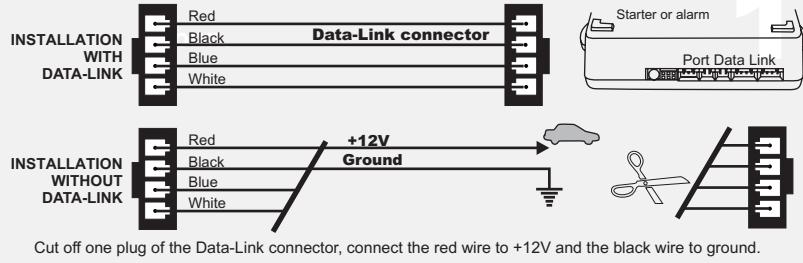 INSTALLATION
WITH
DATA-LINK
Red
Black
Blue
White
Data-Link connector
Starter or alarm
1
Port Data Link
INSTALLATION
WITHOUT
DATA-LINK
Red
Black
Blue
White
+12V
Ground
Cut off one plug of the Data-Link connector, connect the red wire to +12V and the black wire to ground.